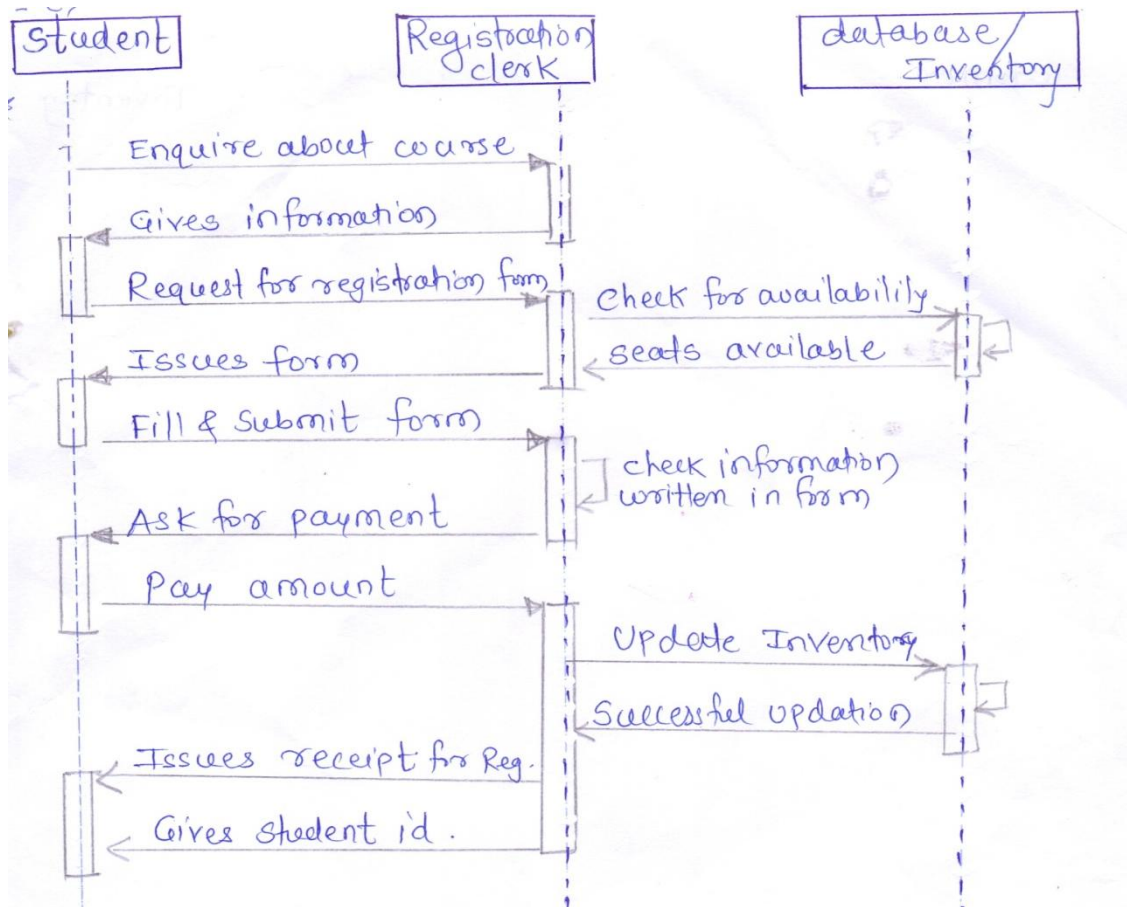 Student
Registration
clerk
database/
Inventory
Enquire about course
Gives information
Request for registration form
Check for availability
seats available
Issues form
Fill & Submit form
check information
written in form
Ask for payment
Pay amount
Update Inventory
Successful updation
Issues receipt for Reg.
Gives student id.